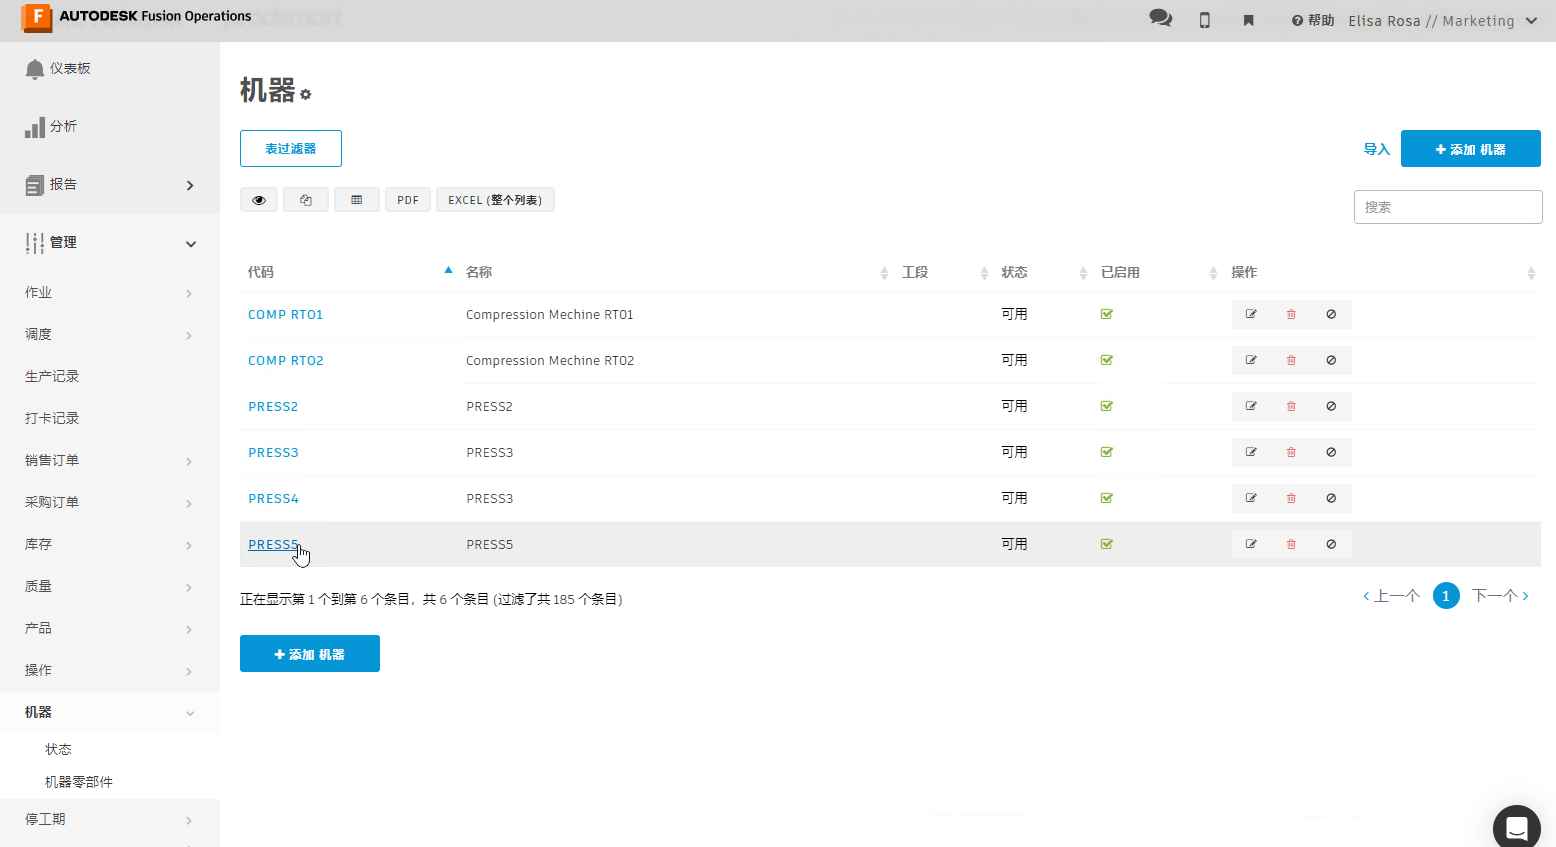 AUTODESK Fusion Operations
帮助 Elisa Rosa // Marketing
仪表板
分析
报告
管理
作业
调度
生产记录
打卡记录
销售订单
采购订单
库存
质量
产品
操作
机器
状态
机器零部件
停工期
机器
表过滤器
导入
添加 机器
PDF
EXCEL (整个列表)
搜索
代码 名称 工段 状态 已启用 操作
COMP RT01 Compression Mechine RT01 可用
COMP RT02 Compression Mechine RT02 可用
PRESS2 PRESS2 可用
PRESS3 PRESS3 可用
PRESS4 PRESS3 可用
PRESS5 PRESS5 可用
正在显示第 1 个到第 6 个条目，共 6 个条目 (过滤了共 185 个条目)
上一个 1 下一个
添加 机器